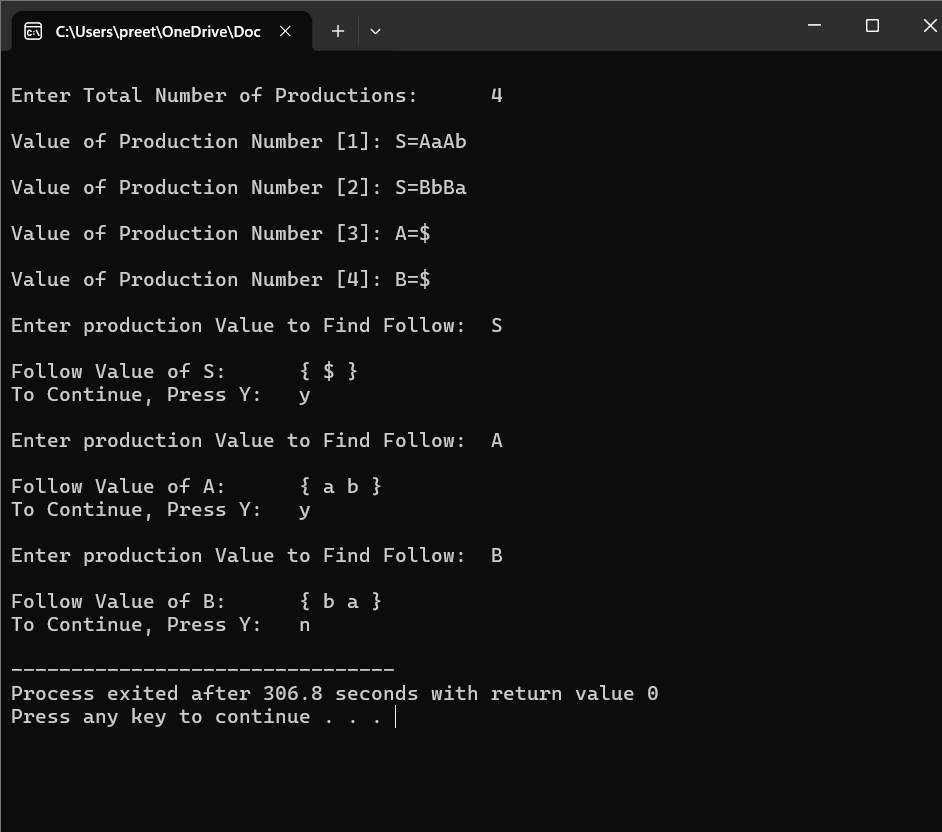 C:\Users\preet\OneDrive\Doc
Enter Total Number of Productions: 4
Value of Production Number [1]: S=AaAb
Value of Production Number [2]: S=BbBa
Value of Production Number [3]: A=$
Value of Production Number [4]: B=$
Enter production Value to Find Follow: S
Follow Value of S: { $ }
To Continue, Press Y: y
Enter production Value to Find Follow: A
Follow Value of A: { a b }
To Continue, Press Y: y
Enter production Value to Find Follow: B
Follow Value of B: { b a }
To Continue, Press Y: n
--------------------------------
Process exited after 306.8 seconds with return value 0
Press any key to continue . . .